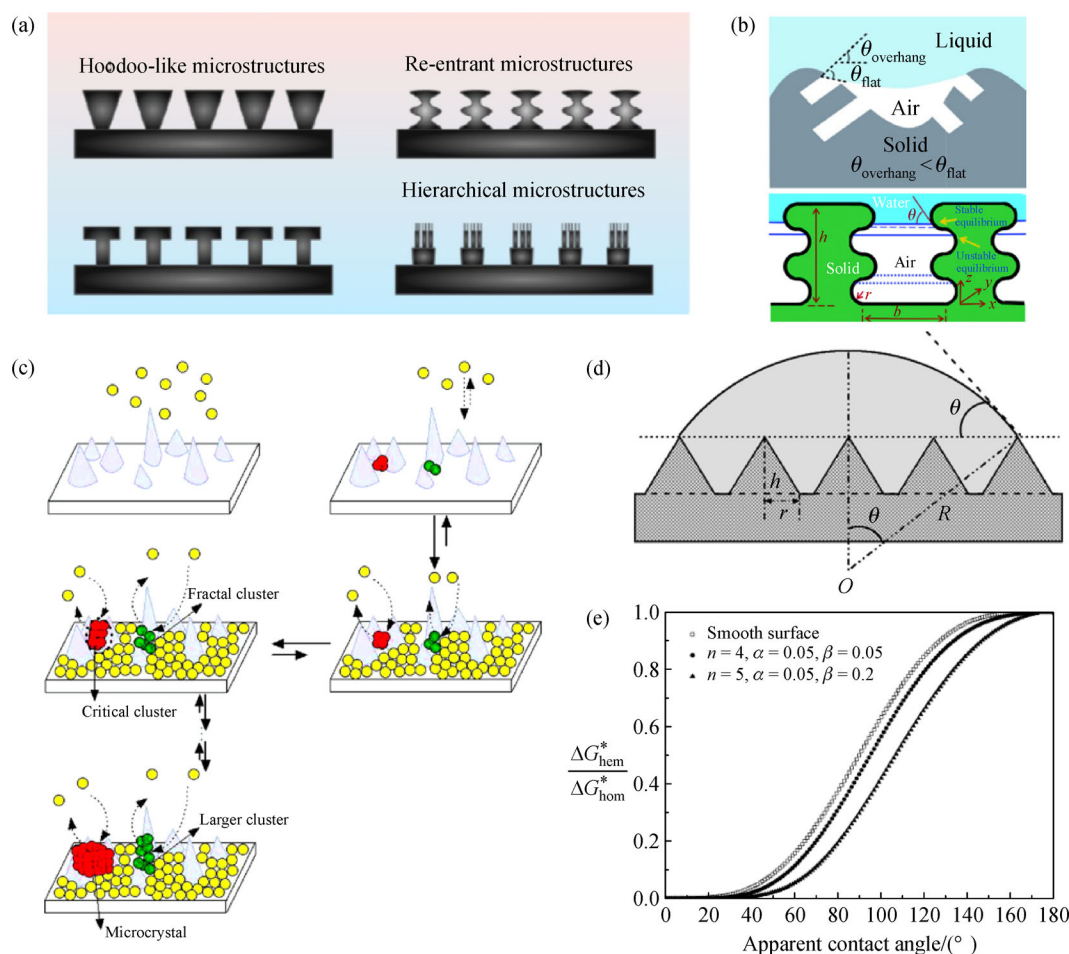 (a)
Hoodoo-like microstructures
Re-entrant microstructures
Hierarchical microstructures
(b)
Liquid
θoverhang
θflat
Air
Solid
θoverhang < θflat
Water
θ
Stable
equilibrium
h
Solid
Air
Unstable
equilibrium
z
y
x
r
b
(c)
Fractal cluster
Critical cluster
Larger cluster
Microcrystal
(d)
θ
h
r
R
θ
O
(e)
1.0
0.8
0.6
0.4
0.2
0.0
ΔG*hem
ΔG*hom
Smooth surface
n = 4, α = 0.05, β = 0.05
n = 5, α = 0.05, β = 0.2
0 20 40 60 80 100 120 140 160 180
Apparent contact angle/(° )